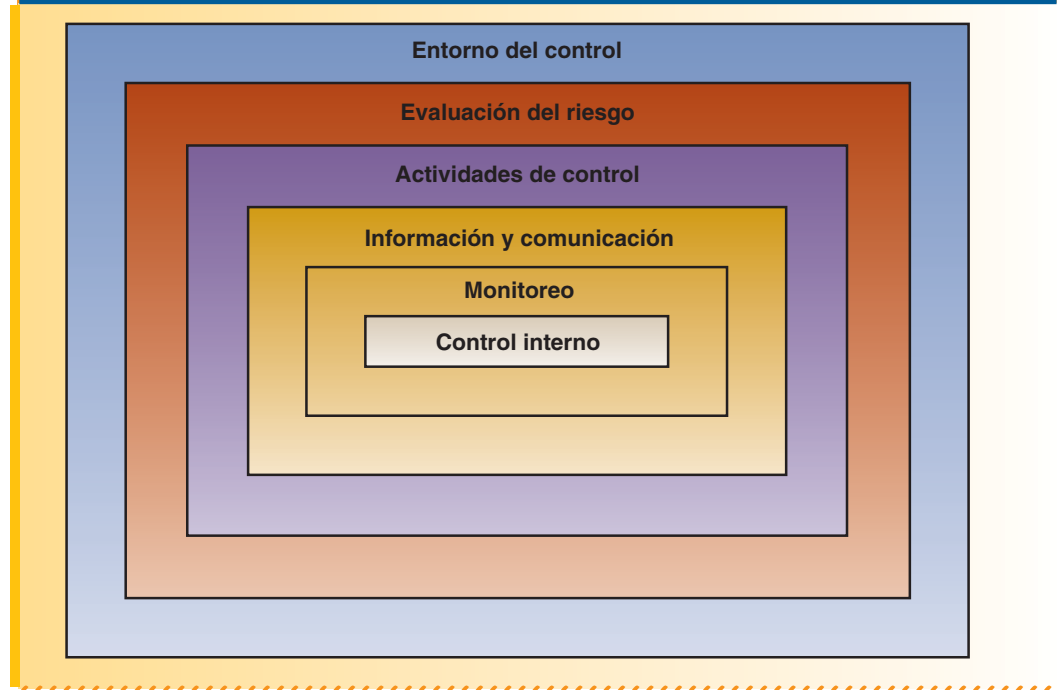 Entorno del control
Evaluación del riesgo
Actividades de control
Información y comunicación
Monitoreo
Control interno